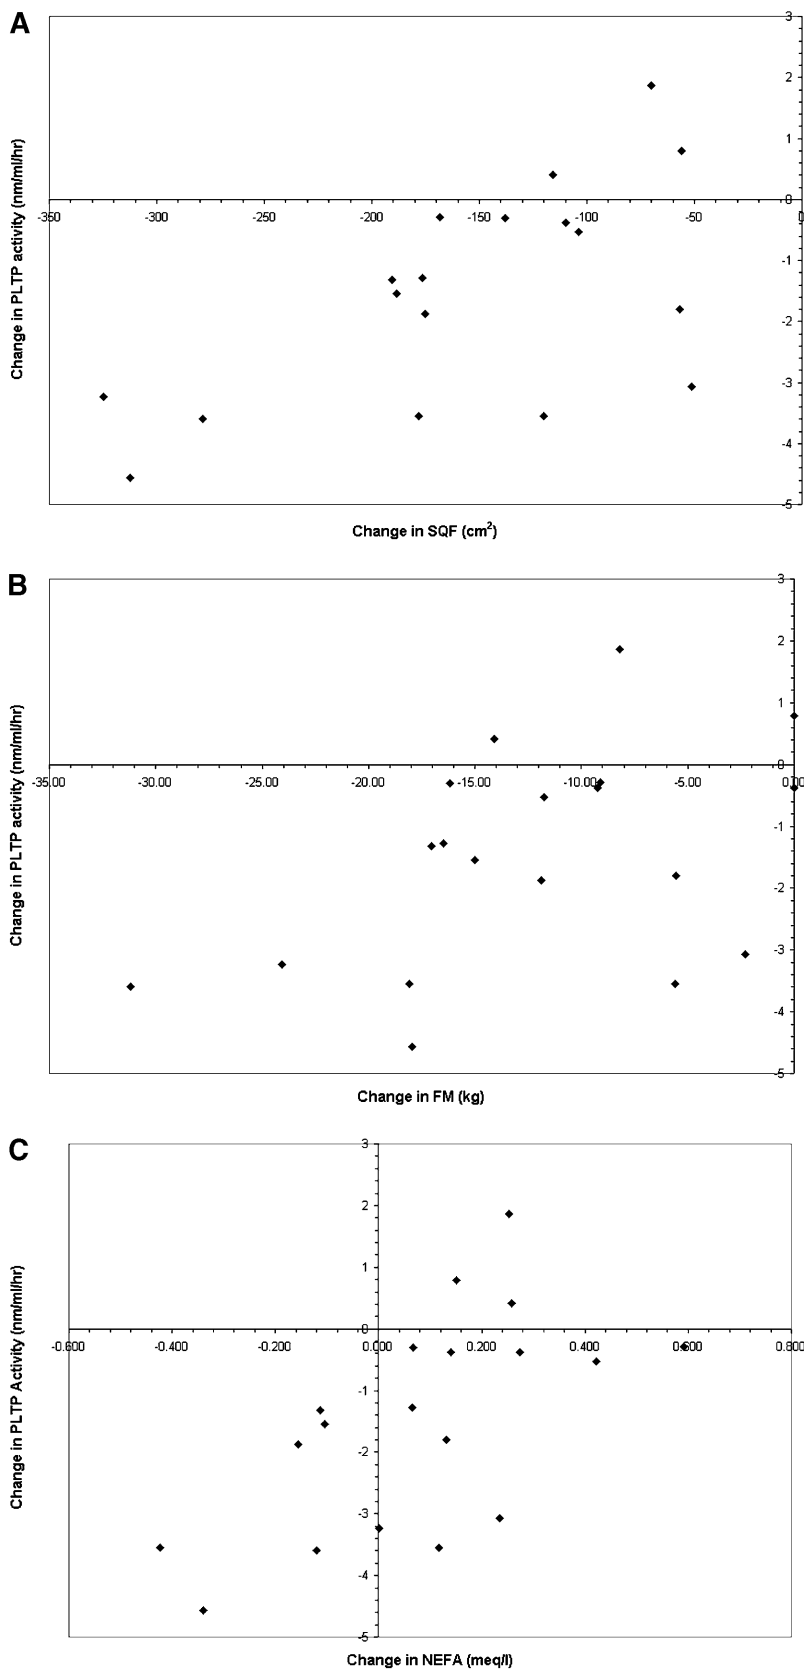 A
3
2
1
0
-350 -300 -250 -200 -150 -100 -50 0
-1
-2
-3
-4
-5
Change in PLTP activity (nm/ml/hr)
Change in SQF (cm²)
B
3
2
1
0
-35.00 -30.00 -25.00 -20.00 -15.00 -10.00 -5.00 0.00
-1
-2
-3
-4
-5
Change in PLTP activity (nm/ml/hr)
Change in FM (kg)
C
3
2
1
0
-0.600 -0.400 -0.200 0.000 0.200 0.400 0.600 0.800
-1
-2
-3
-4
-5
Change in PLTP Activity (nm/ml/hr)
Change in NEFA (meq/l)